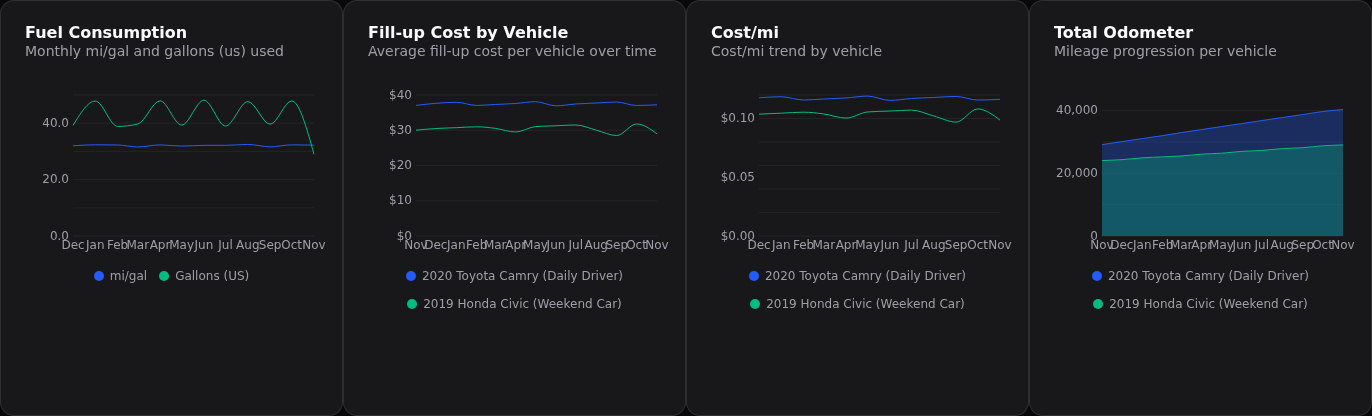 Fuel Consumption
Monthly mi/gal and gallons (us) used
40.0
20.0
0.0
Dec Jan Feb Mar Apr May Jun Jul Aug Sep Oct Nov
mi/gal Gallons (US)
Fill-up Cost by Vehicle
Average fill-up cost per vehicle over time
$40
$30
$20
$10
$0
Nov Dec Jan Feb Mar Apr May Jun Jul Aug Sep Oct Nov
2020 Toyota Camry (Daily Driver)
2019 Honda Civic (Weekend Car)
Cost/mi
Cost/mi trend by vehicle
$0.10
$0.05
$0.00
Dec Jan Feb Mar Apr May Jun Jul Aug Sep Oct Nov
2020 Toyota Camry (Daily Driver)
2019 Honda Civic (Weekend Car)
Total Odometer
Mileage progression per vehicle
40,000
20,000
0
Nov Dec Jan Feb Mar Apr May Jun Jul Aug Sep Oct Nov
2020 Toyota Camry (Daily Driver)
2019 Honda Civic (Weekend Car)